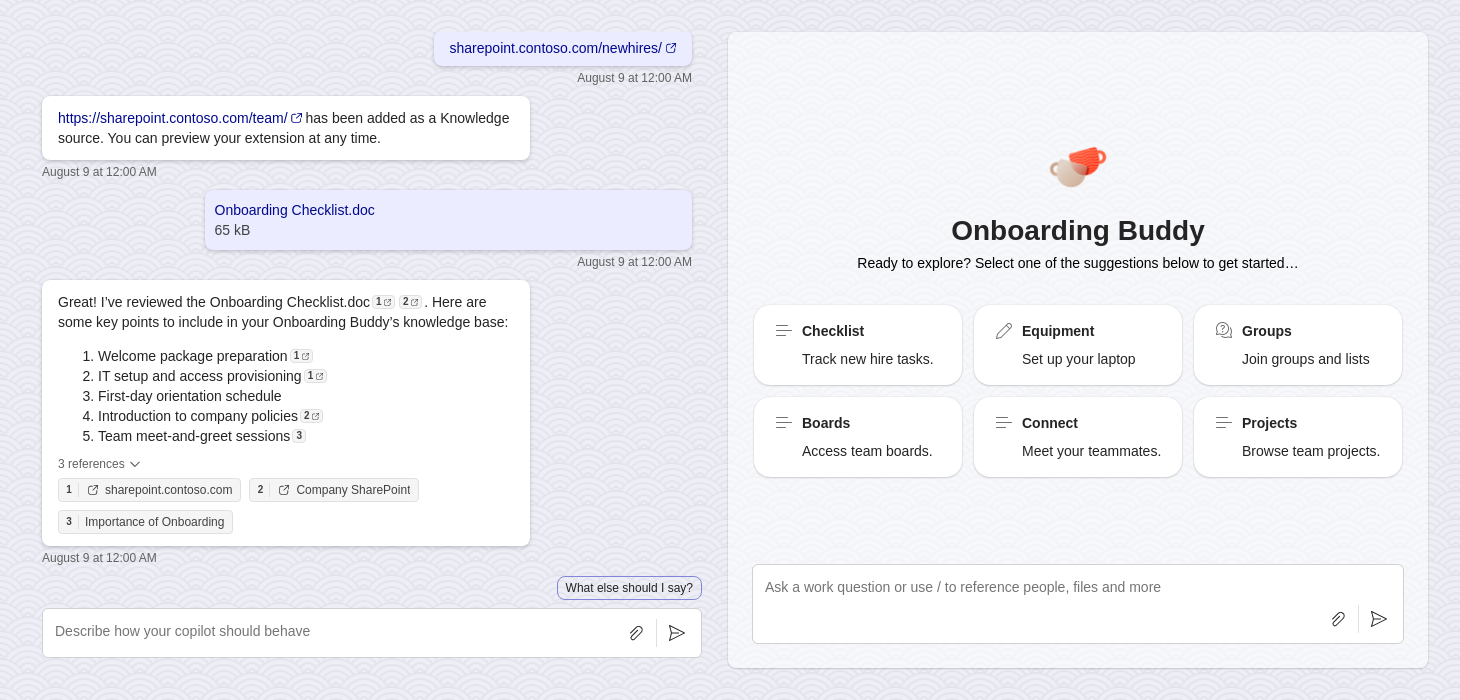 sharepoint.contoso.com/newhires/
August 9 at 12:00 AM
https://sharepoint.contoso.com/team/ has been added as a Knowledge
source. You can preview your extension at any time.
August 9 at 12:00 AM
Onboarding Checklist.doc
65 kB
August 9 at 12:00 AM
Great! I’ve reviewed the Onboarding Checklist.doc 1 2 . Here are
some key points to include in your Onboarding Buddy’s knowledge base:
1. Welcome package preparation 1
2. IT setup and access provisioning 1
3. First-day orientation schedule
4. Introduction to company policies 2
5. Team meet-and-greet sessions 3
3 references
1 sharepoint.contoso.com 2 Company SharePoint
3 Importance of Onboarding
August 9 at 12:00 AM
What else should I say?
Describe how your copilot should behave
Onboarding Buddy
Ready to explore? Select one of the suggestions below to get started…
Checklist
Track new hire tasks.
Equipment
Set up your laptop
Groups
Join groups and lists
Boards
Access team boards.
Connect
Meet your teammates.
Projects
Browse team projects.
Ask a work question or use / to reference people, files and more